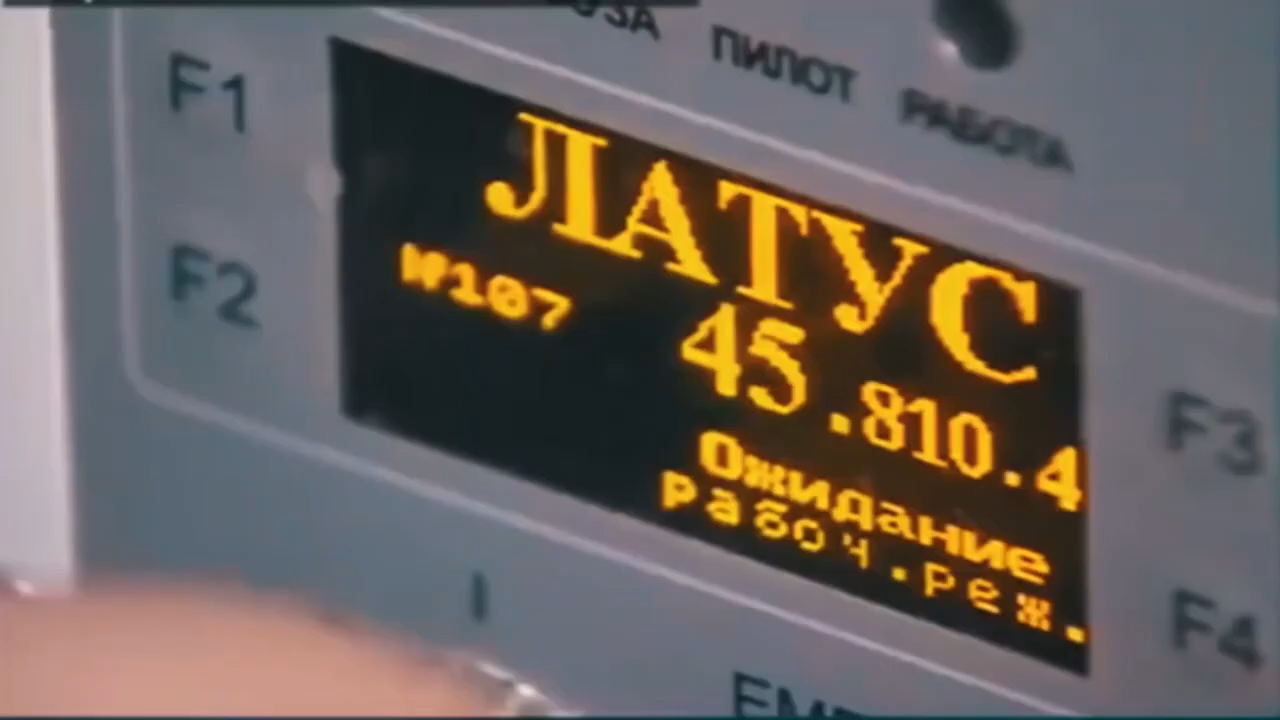 ПИЛОТ
РАБОТА
F1
ЛАТУС
F2
№107
45.810.4
Ожидание
рабоч.реж.
F3
F4